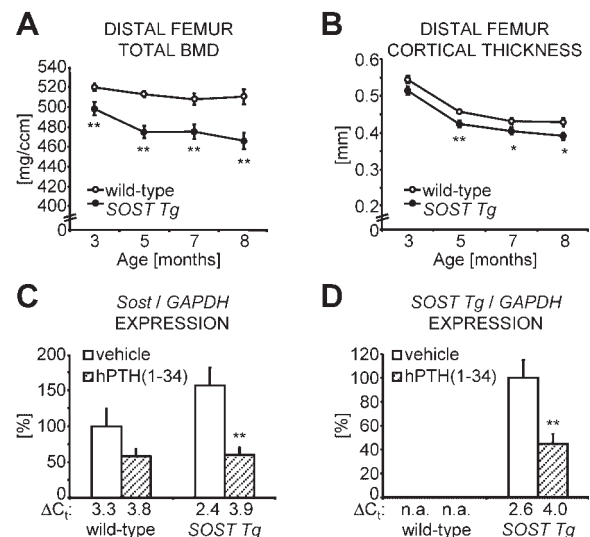 A
DISTAL FEMUR
TOTAL BMD
[mg/ccm]
540
520
500
480
460
440
420
400
0
**
**
**
**
wild-type
SOST Tg
3 5 7 8
Age [months]
B
DISTAL FEMUR
CORTICAL THICKNESS
[mm]
0.6
0.5
0.4
0.3
0.2
0
**
*
*
wild-type
SOST Tg
3 5 7 8
Age [months]
C
Sost / GAPDH
EXPRESSION
[%]
200
150
100
50
0
vehicle
hPTH(1-34)
**
ΔCt: 3.3 3.8 2.4 3.9
wild-type SOST Tg
D
SOST Tg / GAPDH
EXPRESSION
[%]
120
100
80
60
40
20
0
vehicle
hPTH(1-34)
**
ΔCt: n.a. n.a. 2.6 4.0
wild-type SOST Tg